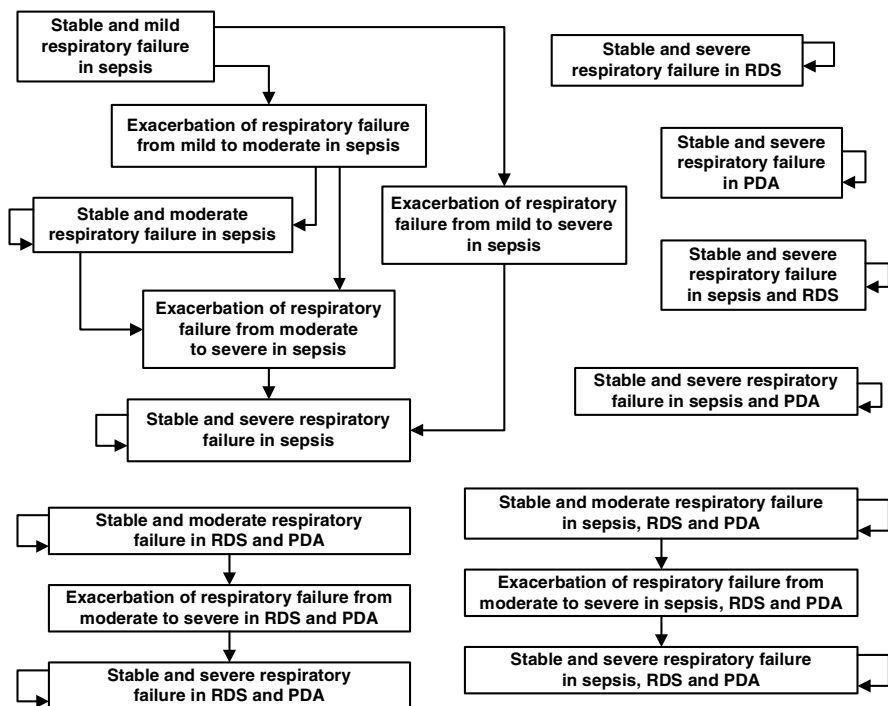 Stable and mild
respiratory failure
in sepsis
Exacerbation of respiratory failure
from mild to moderate in sepsis
Stable and moderate
respiratory failure in sepsis
Exacerbation of respiratory
failure from mild to severe
in sepsis
Exacerbation of respiratory
failure from moderate
to severe in sepsis
Stable and severe respiratory
failure in sepsis
Stable and severe
respiratory failure in RDS
Stable and severe
respiratory failure
in PDA
Stable and severe
respiratory failure
in sepsis and RDS
Stable and severe respiratory
failure in sepsis and PDA
Stable and moderate respiratory
failure in RDS and PDA
Exacerbation of respiratory failure from
moderate to severe in RDS and PDA
Stable and severe respiratory
failure in RDS and PDA
Stable and moderate respiratory failure
in sepsis, RDS and PDA
Exacerbation of respiratory failure from
moderate to severe in sepsis, RDS and PDA
Stable and severe respiratory failure
in sepsis, RDS and PDA